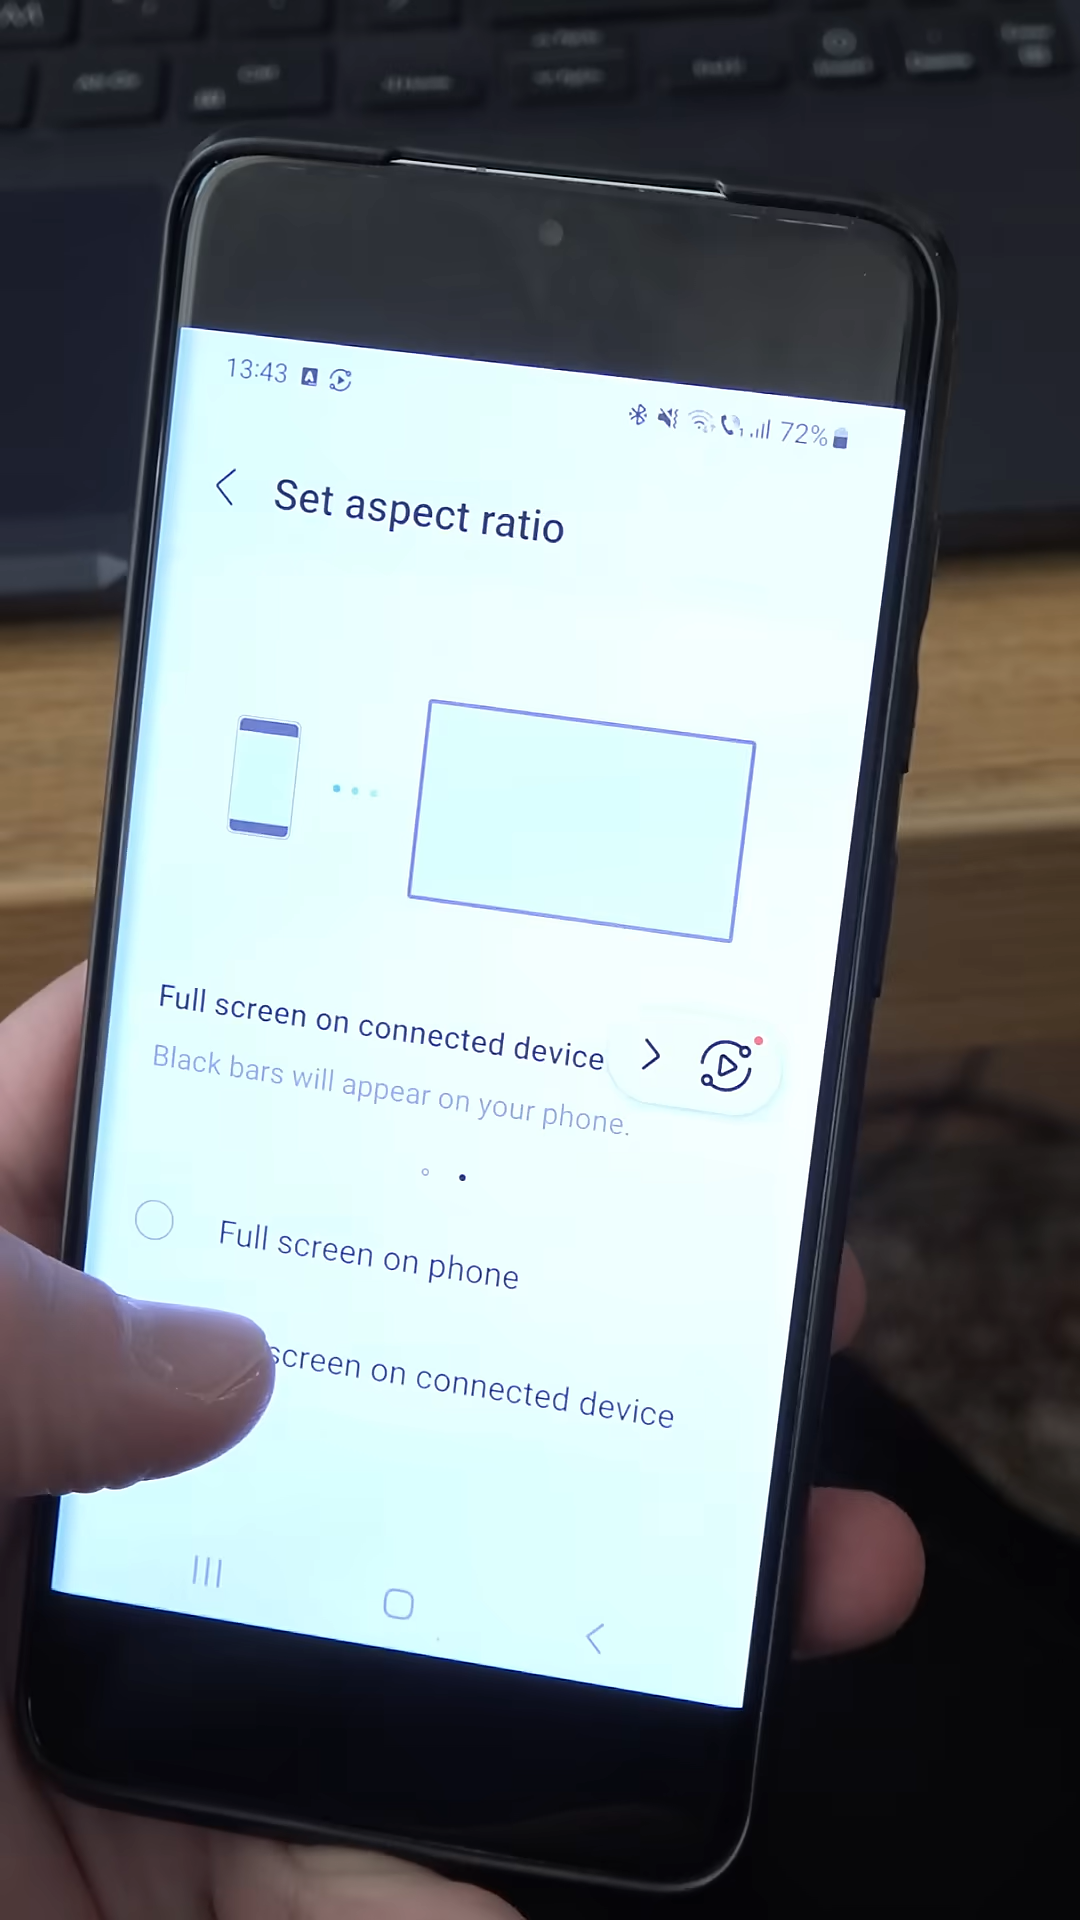 13:43
72%
Set aspect ratio
Full screen on connected device
Black bars will appear on your phone.
Full screen on phone
screen on connected device